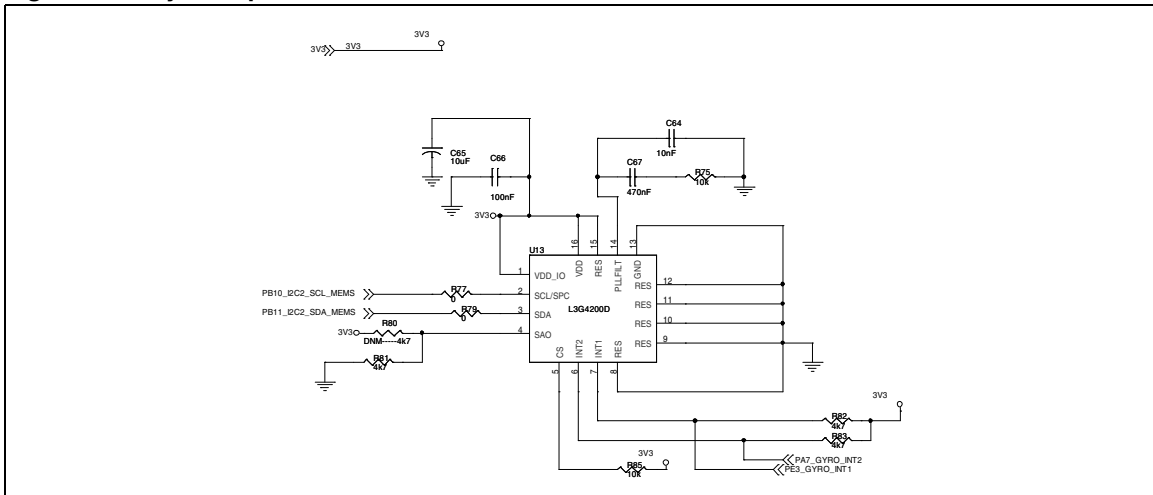 3V3
3V3 3V3
C64
10nF
C65
10uF
C66
100nF
C67
470nF
R75
10k
3V3
U13
16
15
14
13
VDD
RES
PLLFILT
GND
1 VDD_IO
2 SCL/SPC
3 SDA
4 SAO
L3G4200D
RES 12
RES 11
RES 10
RES 9
CS
INT2
INT1
RES
5
6
7
8
PB10_I2C2_SCL_MEMS
R77
0
PB11_I2C2_SDA_MEMS
R79
0
3V3
R80
DNM-----4k7
R81
4k7
3V3
R82
4k7
R83
4k7
PA7_GYRO_INT2
PE3_GYRO_INT1
3V3
R85
10k